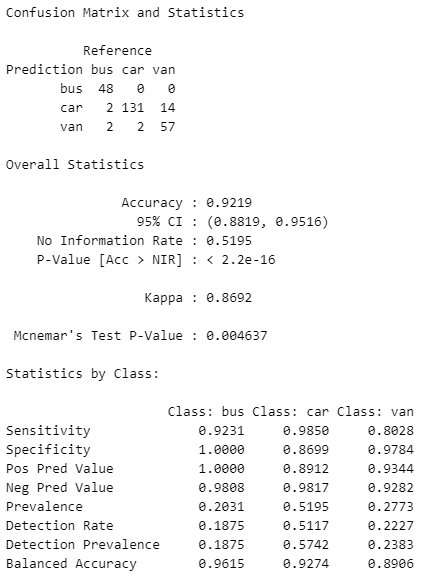 Confusion Matrix and Statistics
Reference
Prediction bus car van
bus 48 0 0
car 2 131 14
van 2 2 57
Overall Statistics
Accuracy : 0.9219
95% CI : (0.8819, 0.9516)
No Information Rate : 0.5195
P-Value [Acc > NIR] : < 2.2e-16
Kappa : 0.8692
Mcnemar's Test P-Value : 0.004637
Statistics by Class:
Class: bus Class: car Class: van
Sensitivity 0.9231 0.9850 0.8028
Specificity 1.0000 0.8699 0.9784
Pos Pred Value 1.0000 0.8912 0.9344
Neg Pred Value 0.9808 0.9817 0.9282
Prevalence 0.2031 0.5195 0.2773
Detection Rate 0.1875 0.5117 0.2227
Detection Prevalence 0.1875 0.5742 0.2383
Balanced Accuracy 0.9615 0.9274 0.8906